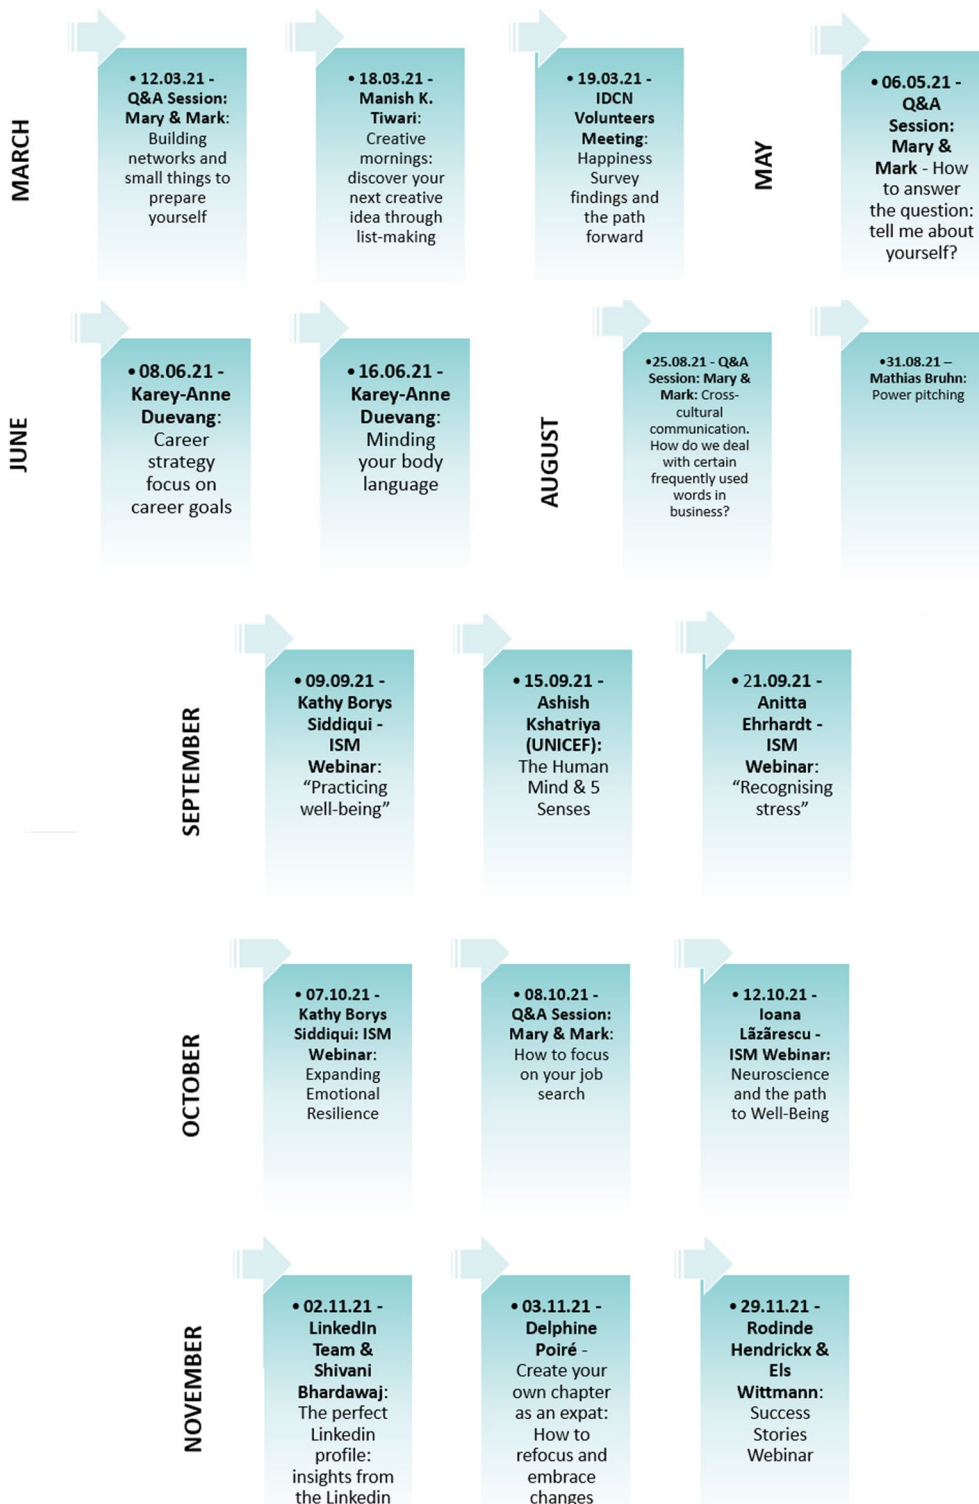 MARCH
• 12.03.21 -
Q&A Session:
Mary & Mark:
Building
networks and
small things to
prepare
yourself
• 18.03.21 -
Manish K.
Tiwari:
Creative
mornings:
discover your
next creative
idea through
list-making
• 19.03.21 -
IDCN
Volunteers
Meeting:
Happiness
Survey
findings and
the path
forward
MAY
• 06.05.21 -
Q&A
Session:
Mary &
Mark - How
to answer
the question:
tell me about
yourself?
JUNE
• 08.06.21 -
Karey-Anne
Duevang:
Career
strategy
focus on
career goals
• 16.06.21 -
Karey-Anne
Duevang:
Minding
your body
language
AUGUST
•25.08.21 - Q&A
Session: Mary &
Mark: Cross-
cultural
communication.
How do we deal
with certain
frequently used
words in
business?
•31.08.21 –
Mathias Bruhn:
Power pitching
SEPTEMBER
• 09.09.21 -
Kathy Borys
Siddiqui -
ISM
Webinar:
“Practicing
well-being”
• 15.09.21 -
Ashish
Kshatriya
(UNICEF):
The Human
Mind & 5
Senses
• 21.09.21 -
Anitta
Ehrhardt -
ISM
Webinar:
“Recognising
stress”
OCTOBER
• 07.10.21 -
Kathy Borys
Siddiqui: ISM
Webinar:
Expanding
Emotional
Resilience
• 08.10.21 -
Q&A Session:
Mary & Mark:
How to focus
on your job
search
• 12.10.21 -
Ioana
Lãzãrescu -
ISM Webinar:
Neuroscience
and the path
to Well-Being
NOVEMBER
• 02.11.21 -
LinkedIn
Team &
Shivani
Bhardawaj:
The perfect
Linkedin
profile:
insights from
the Linkedin
• 03.11.21 -
Delphine
Poiré -
Create your
own chapter
as an expat:
How to
refocus and
embrace
changes
• 29.11.21 -
Rodinde
Hendrickx &
Els
Wittmann:
Success
Stories
Webinar